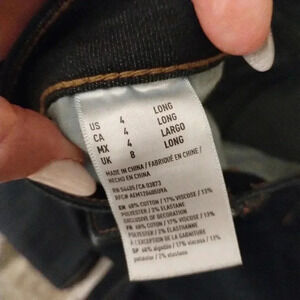 US 4 LONG
CA 4 LONG
MX 4 LARGO
UK 8 LONG
MADE IN CHINA / FABRIQUÉ EN CHINE /
HECHO EN CHINA
RN 54485/CA 03873
EN 68% COTTON / 17% VISCOSE / 13%
POLYESTER / 2% ELASTANE
EXCLUSIVE OF DECORATION
FR 68% COTON / 17% VISCOSE / 13%
POLYESTER / 2% ELASTHANNE
A L'EXCEPTION DE LA GARNITURE
SP 68% algodón / 17% viscosa / 13%
poliéster / 2% elastano